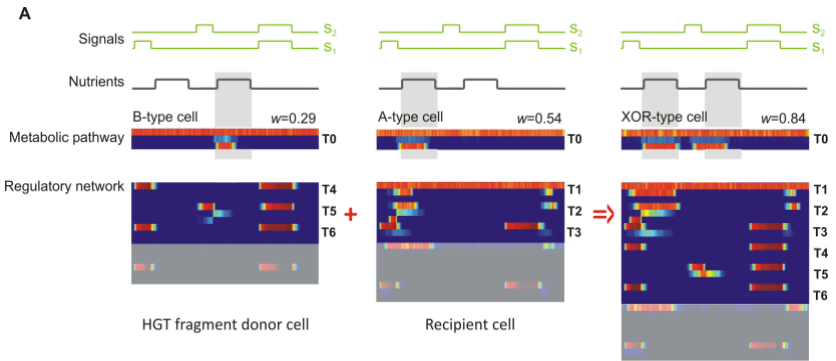 A
Signals
S2
S1
S2
S1
S2
S1
Nutrients
B-type cell w=0.29
A-type cell w=0.54
XOR-type cell w=0.84
Metabolic pathway
T0
T0
T0
Regulatory network
T4
T5
T6
+
T1
T2
T3
=>
T1
T2
T3
T4
T5
T6
HGT fragment donor cell
Recipient cell